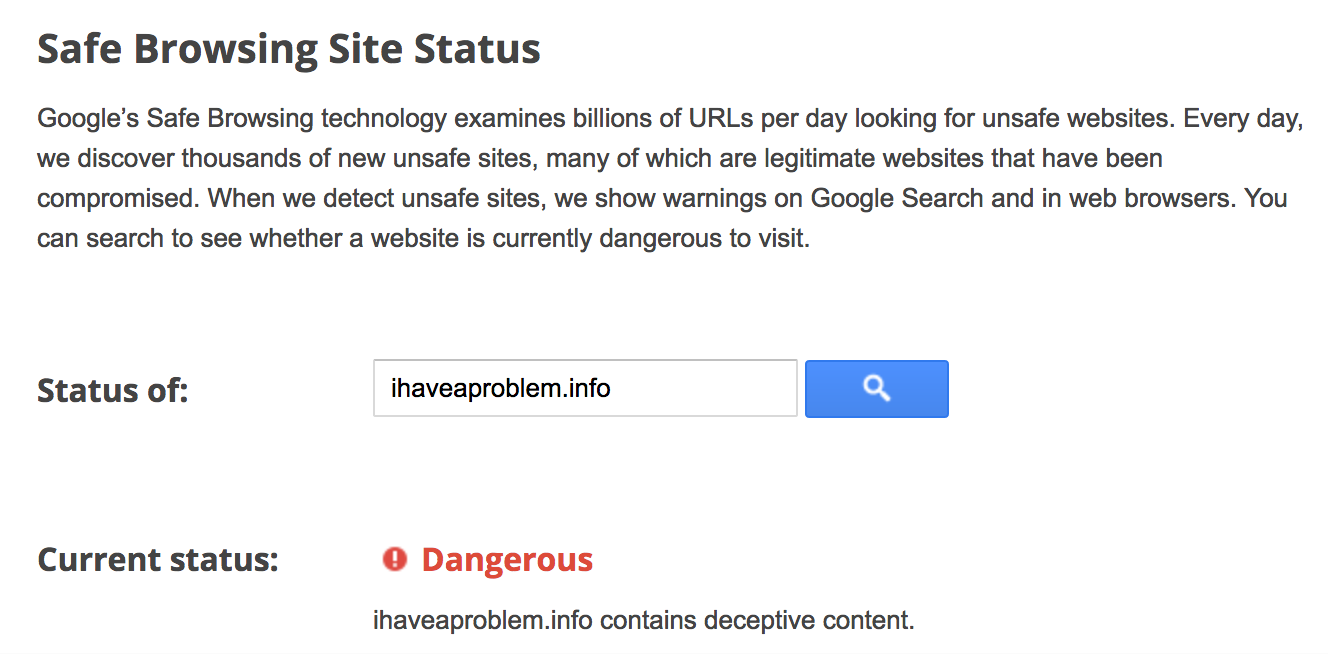 Safe Browsing Site Status
Google’s Safe Browsing technology examines billions of URLs per day looking for unsafe websites. Every day,
we discover thousands of new unsafe sites, many of which are legitimate websites that have been
compromised. When we detect unsafe sites, we show warnings on Google Search and in web browsers. You
can search to see whether a website is currently dangerous to visit.
Status of: ihaveaproblem.info
Current status: Dangerous
ihaveaproblem.info contains deceptive content.